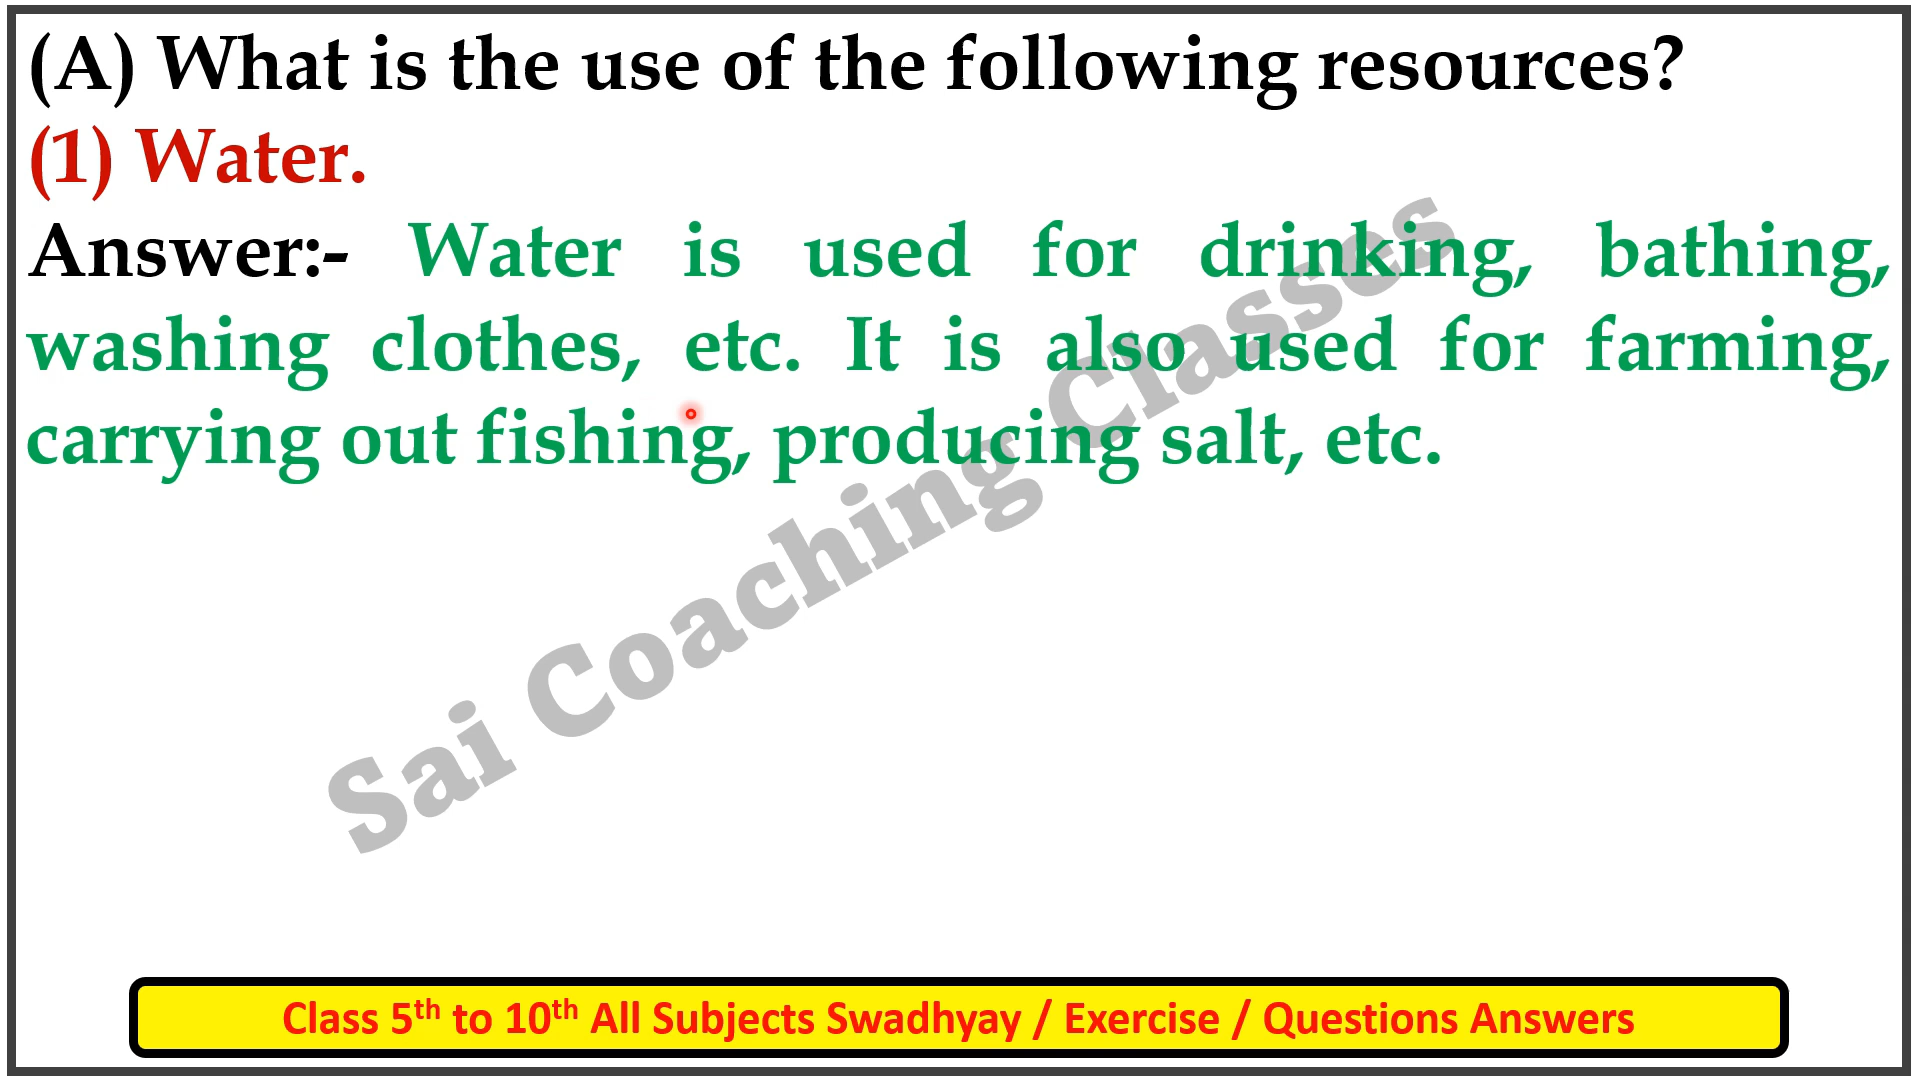 (A) What is the use of the following resources?
(1) Water.
Answer:- Water is used for drinking, bathing,
washing clothes, etc. It is also used for farming,
carrying out fishing, producing salt, etc.
Sai Coaching Classes
Class 5th to 10th All Subjects Swadhyay / Exercise / Questions Answers